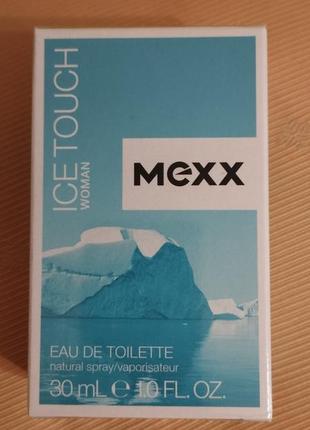 ICE TOUCH
WOMAN
MEXX
EAU DE TOILETTE
natural spray/vaporisateur
30 mL ℮ 1.0 FL. OZ.